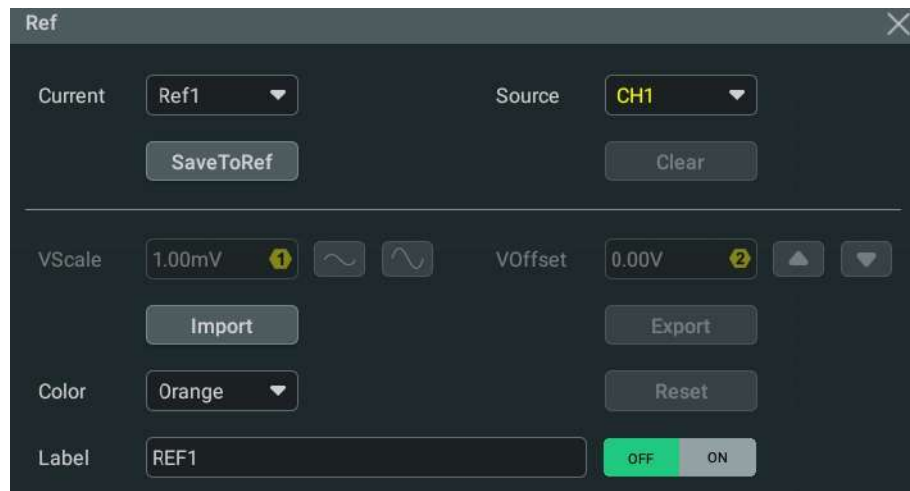 Ref
Current Ref1 Source CH1
SaveToRef Clear
VScale 1.00mV 1 VOffset 0.00V 2
Import Export
Color Orange Reset
Label REF1 OFF ON